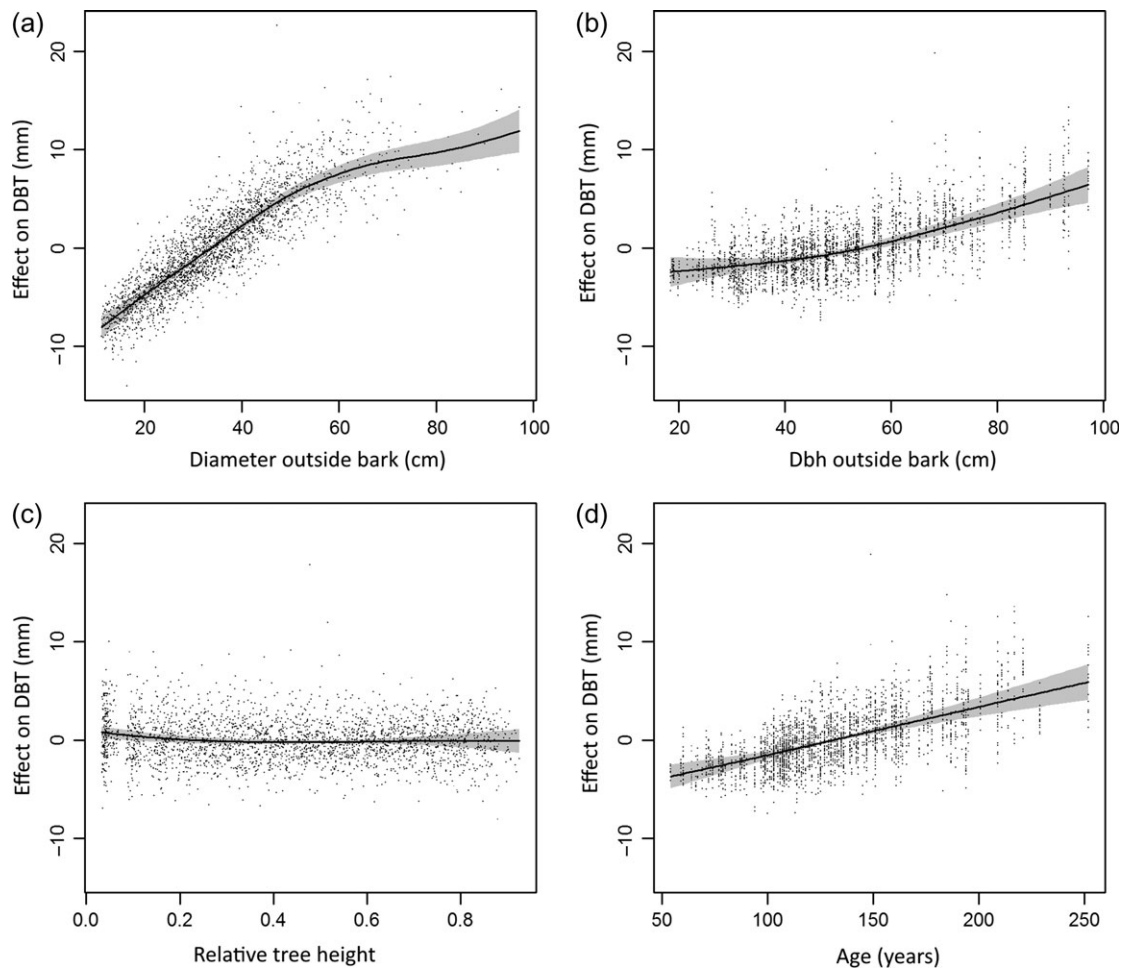 (a)
Effect on DBT (mm)
20
10
0
−10
20 40 60 80 100
Diameter outside bark (cm)
(b)
Effect on DBT (mm)
20
10
0
−10
20 40 60 80 100
Dbh outside bark (cm)
(c)
Effect on DBT (mm)
20
10
0
−10
0.0 0.2 0.4 0.6 0.8
Relative tree height
(d)
Effect on DBT (mm)
20
10
0
−10
50 100 150 200 250
Age (years)